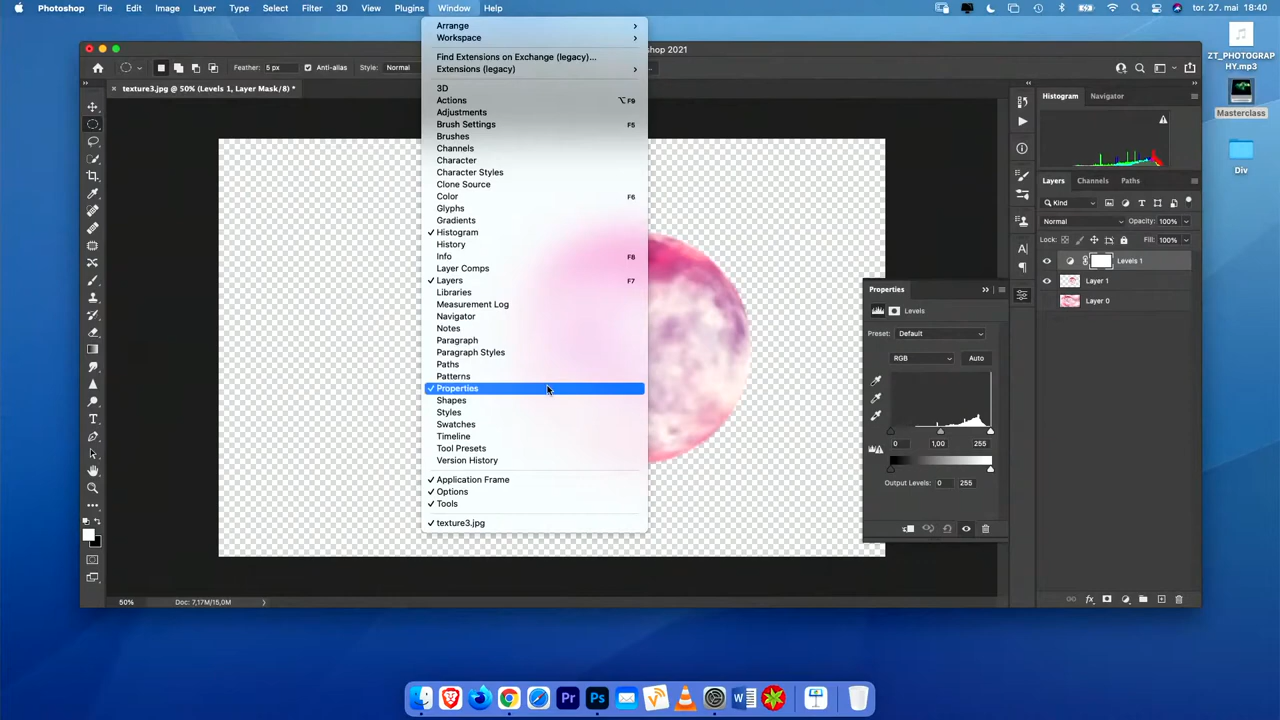 Photoshop File Edit Image Layer Type Select Filter 3D View Plugins Window Help
tor. 27. mai 18:40
shop 2021
Feather: 5 px Anti-alias Style: Normal
texture3.jpg @ 50% (Levels 1, Layer Mask/8) *
Arrange
Workspace
Find Extensions on Exchange (legacy)...
Extensions (legacy)
3D
Actions ⌥F9
Adjustments
Brush Settings F5
Brushes
Channels
Character
Character Styles
Clone Source
Color F6
Glyphs
Gradients
Histogram
History
Info F8
Layer Comps
Layers F7
Libraries
Measurement Log
Navigator
Notes
Paragraph
Paragraph Styles
Paths
Patterns
Properties
Shapes
Styles
Swatches
Timeline
Tool Presets
Version History
Application Frame
Options
Tools
texture3.jpg
Properties
Levels
Preset: Default
RGB Auto
0 1,00 255
Output Levels: 0 255
Histogram Navigator
Layers Channels Paths
Kind
Normal Opacity: 100%
Lock: Fill: 100%
Levels 1
Layer 1
Layer 0
50% Doc: 7,17M/15,0M
ZT_PHOTOGRAP
HY.mp3
Masterclass
Div
Pr
Ps